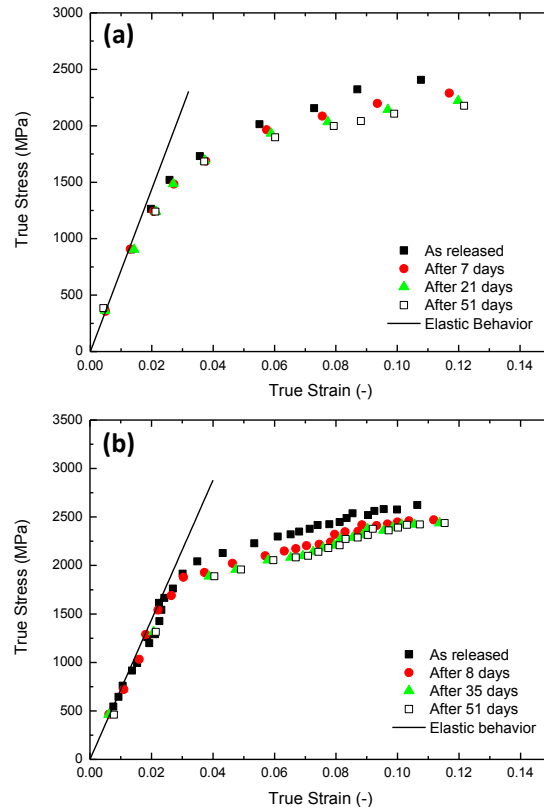 (a)
3000
2500
2000
1500
1000
500
0
True Stress (MPa)
As released
After 7 days
After 21 days
After 51 days
Elastic Behavior
0.00 0.02 0.04 0.06 0.08 0.10 0.12 0.14
True Strain (-)
(b)
3500
3000
2500
2000
1500
1000
500
0
True Stress (MPa)
As released
After 8 days
After 35 days
After 51 days
Elastic behavior
0.00 0.02 0.04 0.06 0.08 0.10 0.12 0.14
True Strain (-)